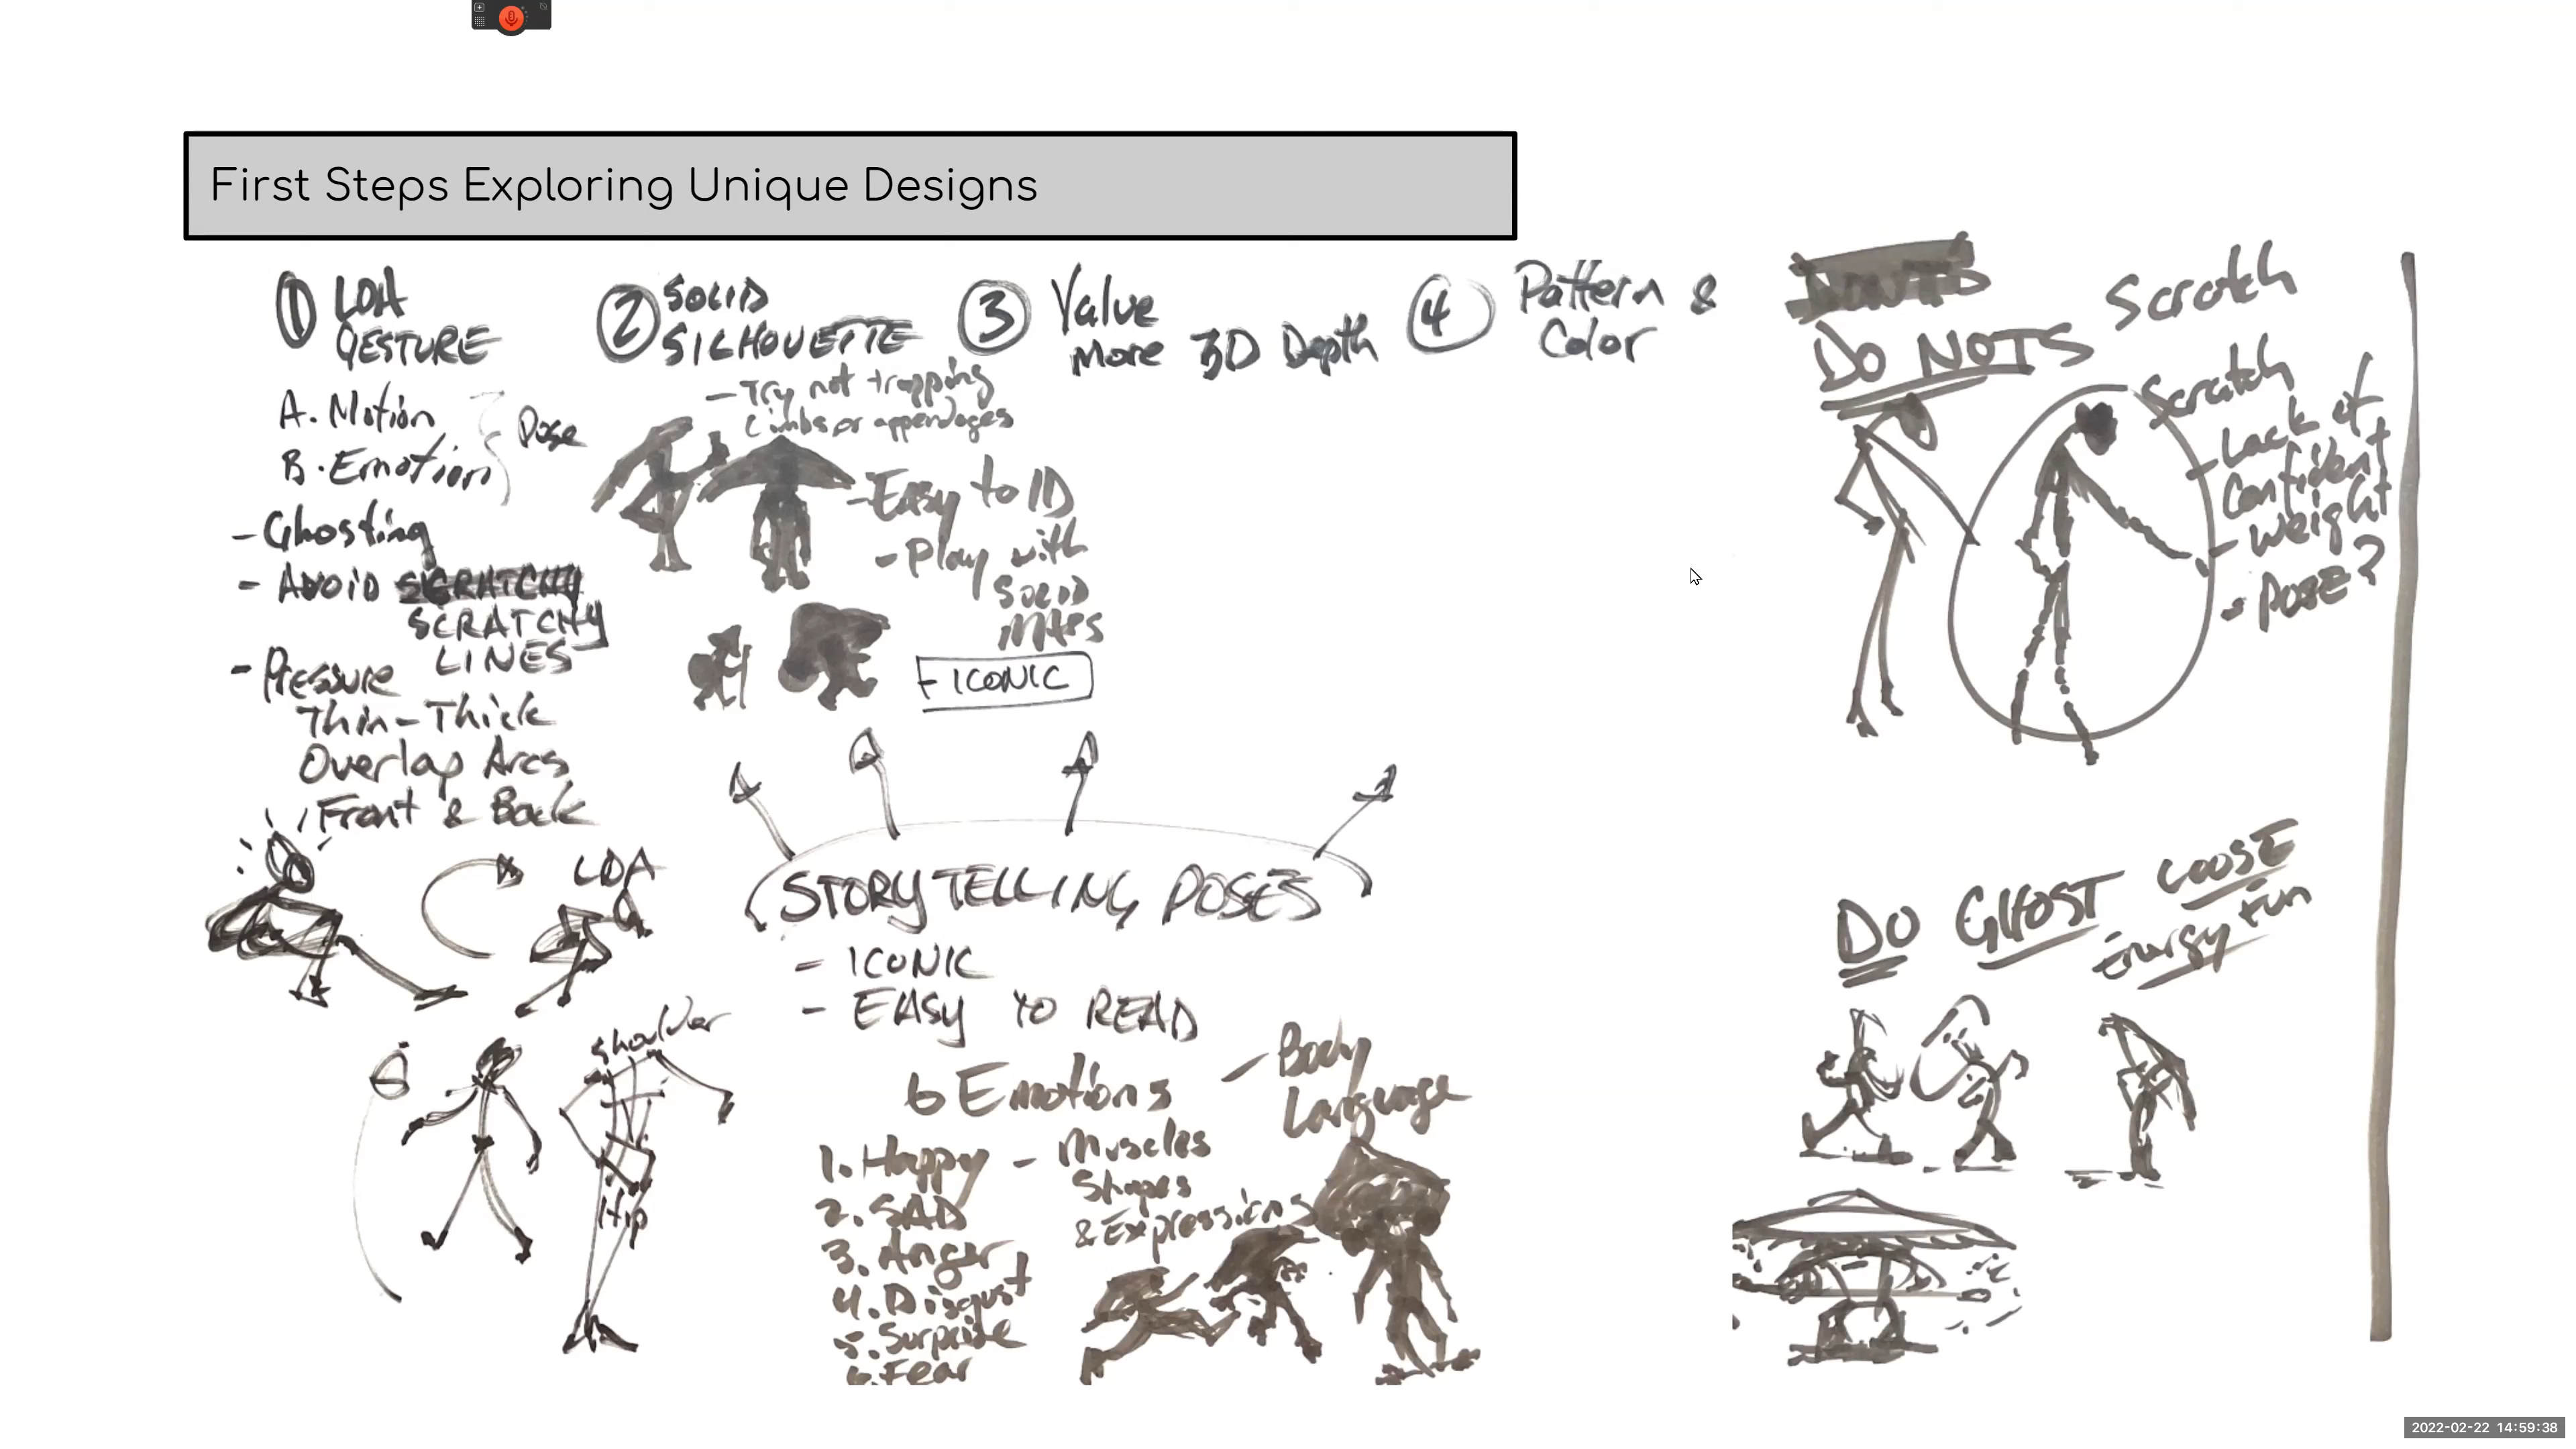 First Steps Exploring Unique Designs
① LOA
GESTURE
A. Motion
B. Emotion
Pose
- Ghosting
- AVOID SCRATCHY
SCRATCHY
LINES
- Pressure
Thin-Thick
Overlap Arcs
Front & Back
LOA
Shoulder
Hip
② SOLID
SILHOUETTE
- Try not trapping
Limbs or appendages
- Easy to ID
- Play with
SOLID
- ICONIC
③ Value
More 3D Depth
④ Pattern &
Color
STORYTELLING POSES
- ICONIC
- EASY TO READ
6 Emotions - Body
Language
1. Happy - Muscles
Shapes
& Expressions
2. SAD
3. Anger
4. Disgust
5. Surprise
6. Fear
DONTS
DO NOTS
Scratch
Scratch
- Lack of
Confident
- weight
- POSE?
DO GHOST LOOSE
Energy Fun
2022-02-22 14:59:38